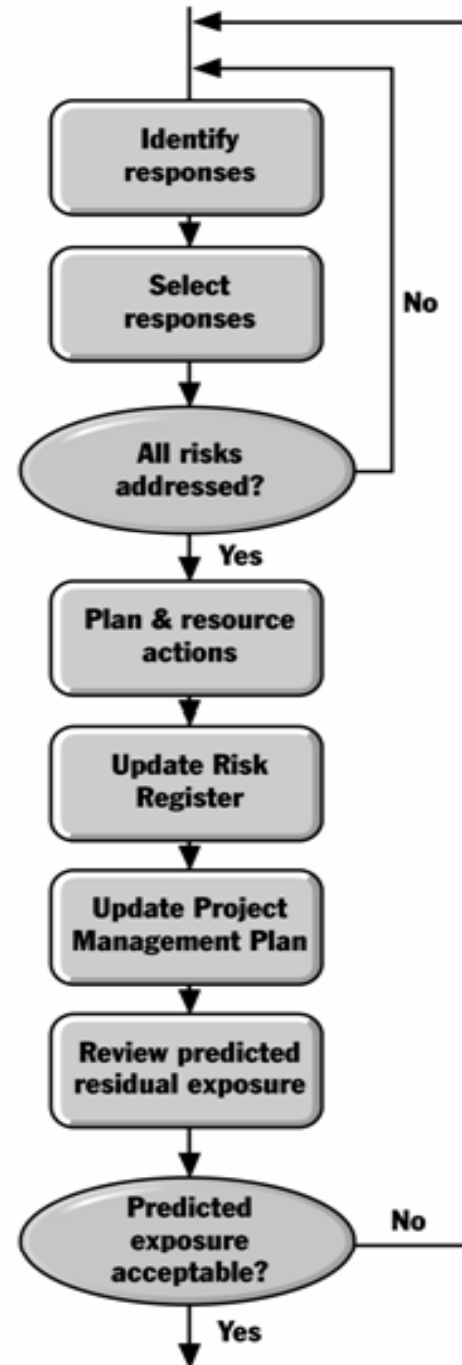 Identify
responses
Select
responses
No
All risks
addressed?
Yes
Plan & resource
actions
Update Risk
Register
Update Project
Management Plan
Review predicted
residual exposure
Predicted
exposure
acceptable?
No
Yes